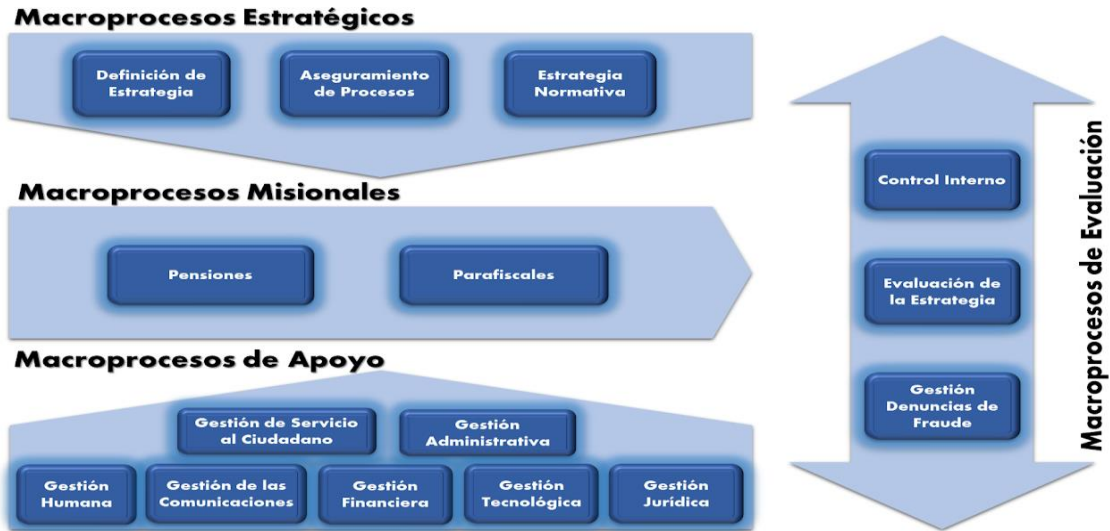 Macroprocesos Estratégicos
Definición de
Estrategia
Aseguramiento
de Procesos
Estrategia
Normativa
Macroprocesos Misionales
Pensiones
Parafiscales
Macroprocesos de Apoyo
Gestión de Servicio
al Ciudadano
Gestión
Administrativa
Gestión
Humana
Gestión de las
Comunicaciones
Gestión
Financiera
Gestión
Tecnológica
Gestión
Jurídica
Control Interno
Evaluación de
la Estrategia
Gestión
Denuncias de
Fraude
Macroprocesos de Evaluación